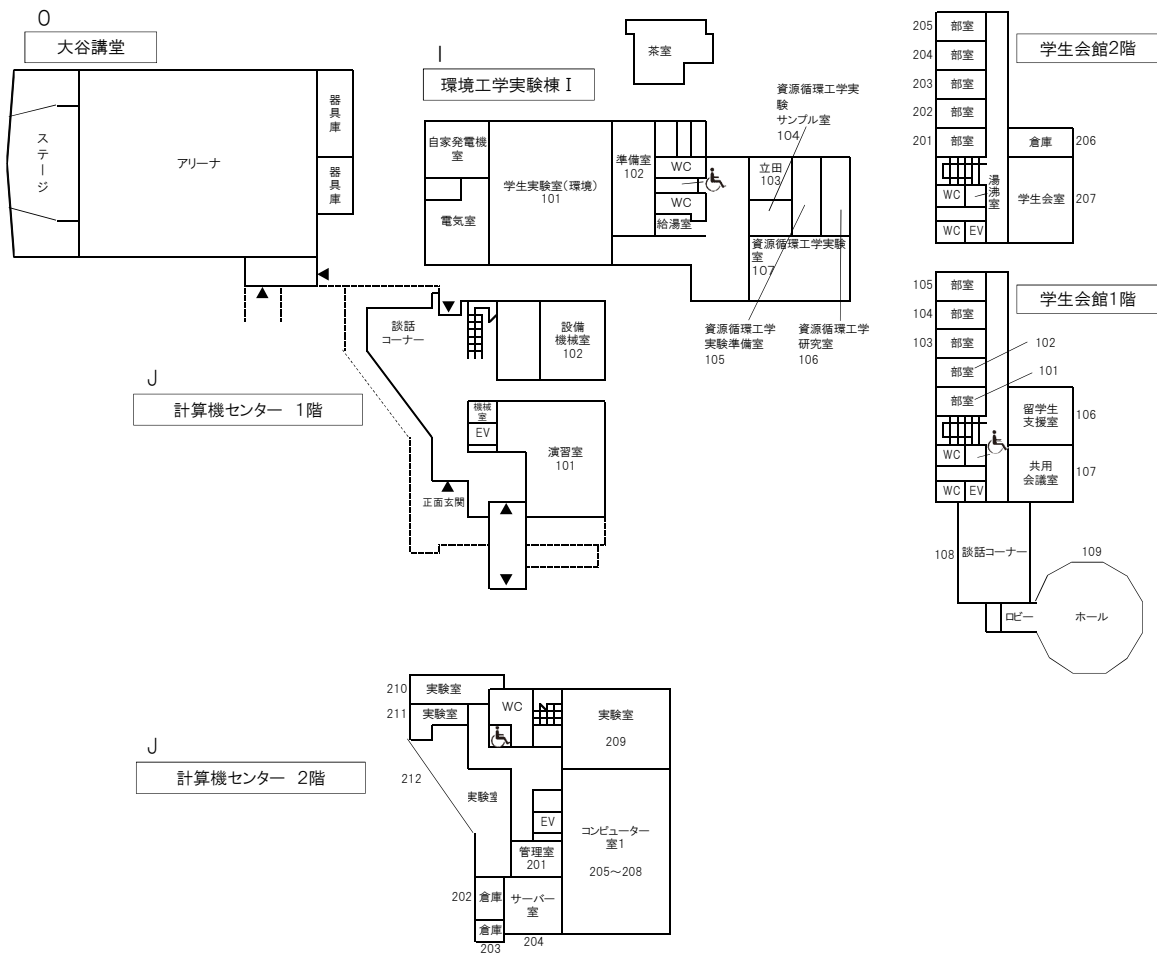 O
大谷講堂
ステージ
アリーナ
器具庫
器具庫
I
環境工学実験棟Ⅰ
茶室
自家発電機
室
電気室
学生実験室(環境)
101
準備室
102
WC
WC
給湯室
立田
103
資源循環工学実
験
サンプル室
104
資源循環工学実験
室
107
資源循環工学
実験準備室
105
資源循環工学
研究室
106
J
計算機センター 1階
談話
コーナー
設備
機械室
102
機械
室
EV
演習室
101
正面玄関
学生会館2階
205
部室
204
部室
203
部室
202
部室
201
部室
倉庫
206
湯沸室
WC
学生会室
207
WC
EV
学生会館1階
105
部室
104
部室
103
部室
102
部室
101
部室
留学生
支援室
106
WC
共用
会議室
107
WC
EV
108
談話コーナー
109
ロビー
ホール
J
計算機センター 2階
210
実験室
211
実験室
WC
実験室
209
212
実験室
EV
コンピューター
室1
205～208
管理室
201
202
倉庫
サーバー
室
204
倉庫
203